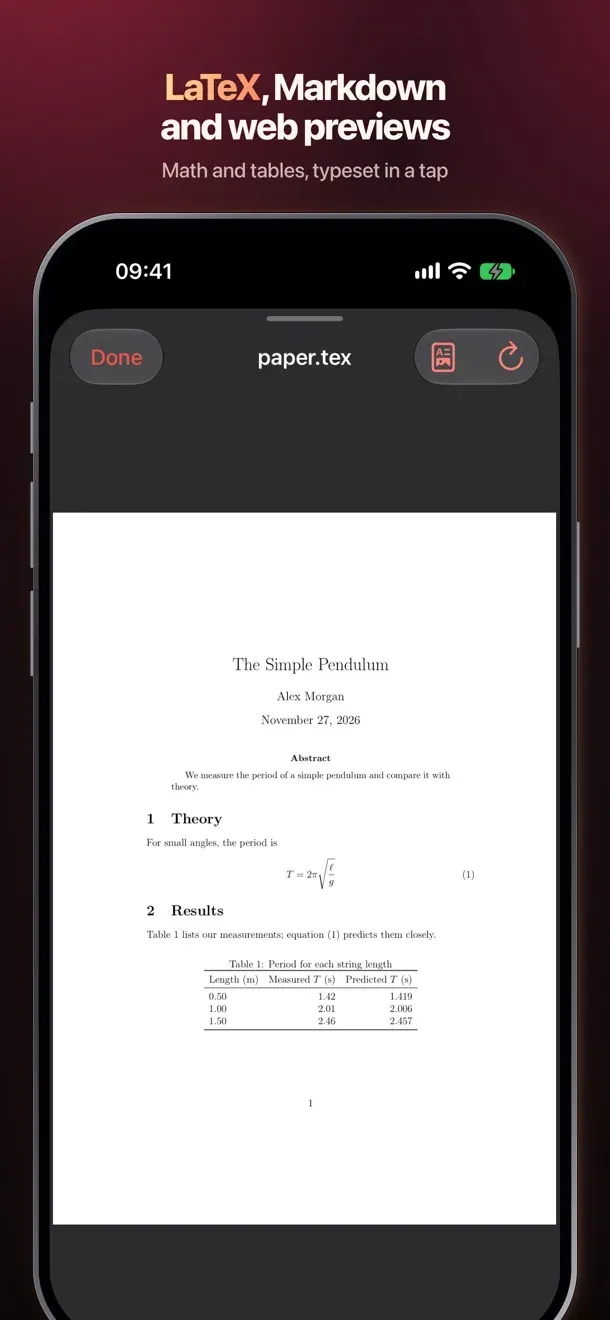 LaTeX, Markdown
and web previews
Math and tables, typeset in a tap
09:41
Done
paper.tex
The Simple Pendulum
Alex Morgan
November 27, 2026
Abstract
We measure the period of a simple pendulum and compare it with
theory.
1 Theory
For small angles, the period is
T = 2π√(ℓ/g) (1)
2 Results
Table 1 lists our measurements; equation (1) predicts them closely.
Table 1: Period for each string length
Length (m) Measured T (s) Predicted T (s)
0.50 1.42 1.419
1.00 2.01 2.006
1.50 2.46 2.457
1